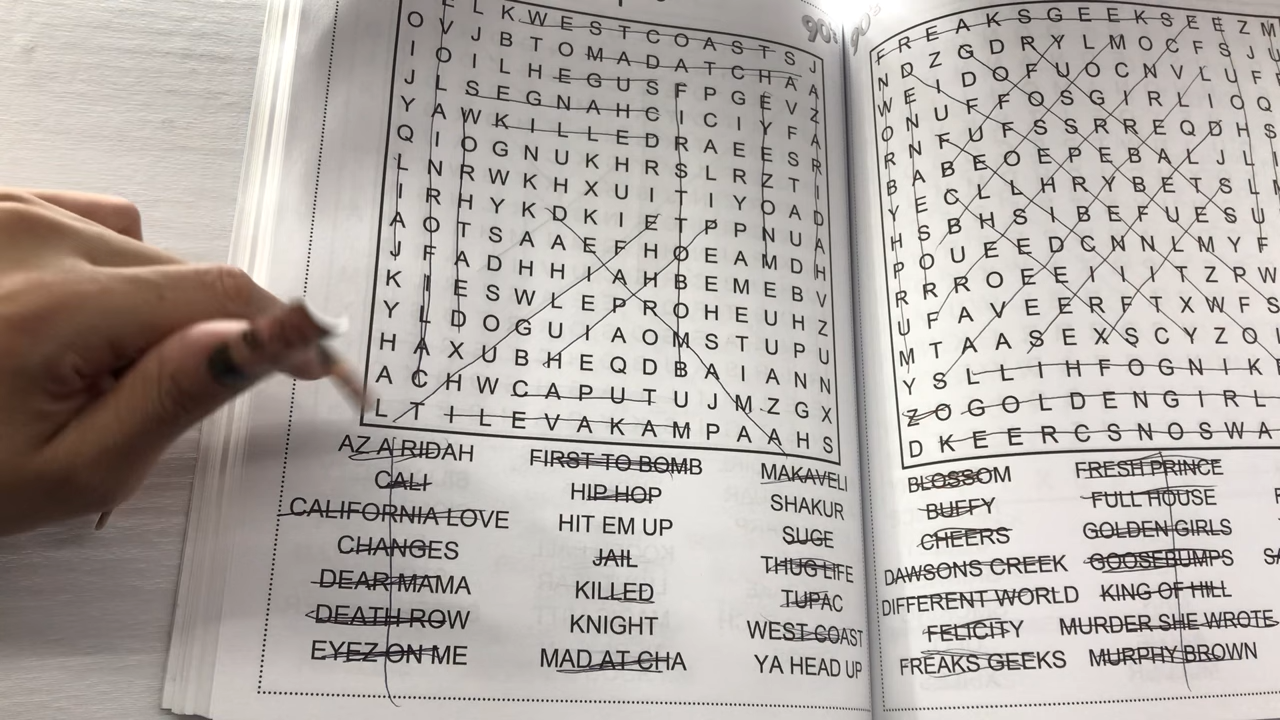 90's 90's
E L K W E S T C O A S T S J
O V J B T O M A D A T C H A A
I O I L H E G U S F P G E V Z
J L S E G N A H C I C I Y F A
Y A W K I L L E D R A E E S R
Q I O G N U K H R S L R Z T I
L N R W K H X U I T I Y O A D
I R H Y K D K I E T P P N U A
A O T S A A E F H O E A M D H
J F A D H H I A H B E M E B V
K I E S W L E P R O H E U H Z
Y L D O G U I A O M S T U P U
H A X U B H E Q D B A I A N N
A C H W C A P U T U J M Z G X
L T I L E V A K A M P A A H S
AZ A RIDAH
CALI
CALIFORNIA LOVE
CHANGES
DEAR MAMA
DEATH ROW
EYEZ ON ME
FIRST TO BOMB
HIP HOP
HIT EM UP
JAIL
KILLED
KNIGHT
MAD AT CHA
MAKAVELI
SHAKUR
SUGE
THUG LIFE
TUPAC
WEST COAST
YA HEAD UP
F R E A K S G E E K S E E Z M
N D Z G D R Y L M O C F S J U
W E I D O F U O C N V L U F
O N U F F O S G I R L I O Q
R N T U F S S R R E Q D H S
B A B E O E P E B A L J L I
Y E C L L H R Y B E T S L
H S B H S I B E F U E S U
P O U E E D C N N L M Y F
R R R O E E I I I T Z P W
U F A V E E R F T X W F S
M T A A S E X S C Y Z O
Y S L L I H F O G N I K
Z O G O L D E N G I R L
D K E E R C S N O S W A
BLOSSOM
BUFFY
CHEERS
DAWSONS CREEK
DIFFERENT WORLD
FELICITY
FREAKS GEEKS
FRESH PRINCE
FULL HOUSE
GOLDEN GIRLS
GOOSEBUMPS
KING OF HILL
MURDER SHE WROTE
MURPHY BROWN